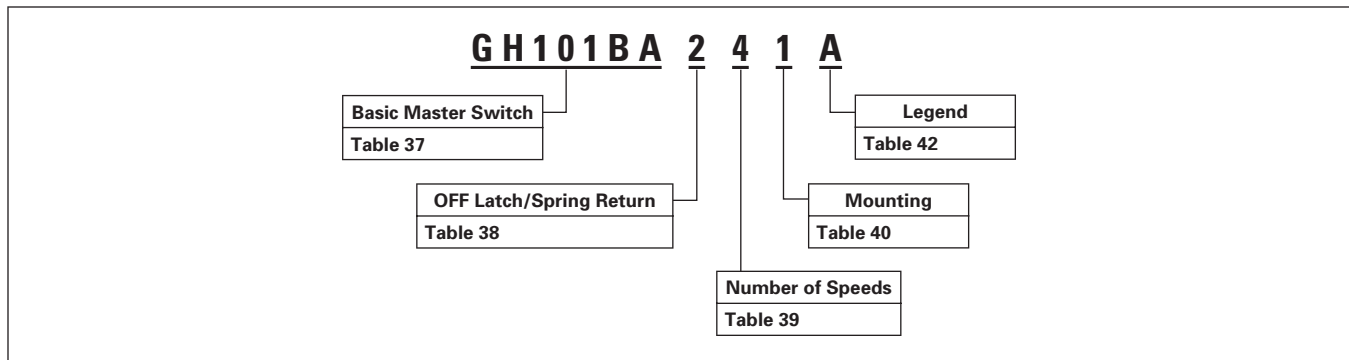 GH101BA 2 4 1 A
Basic Master Switch
Table 37
Legend
Table 42
OFF Latch/Spring Return
Table 38
Mounting
Table 40
Number of Speeds
Table 39